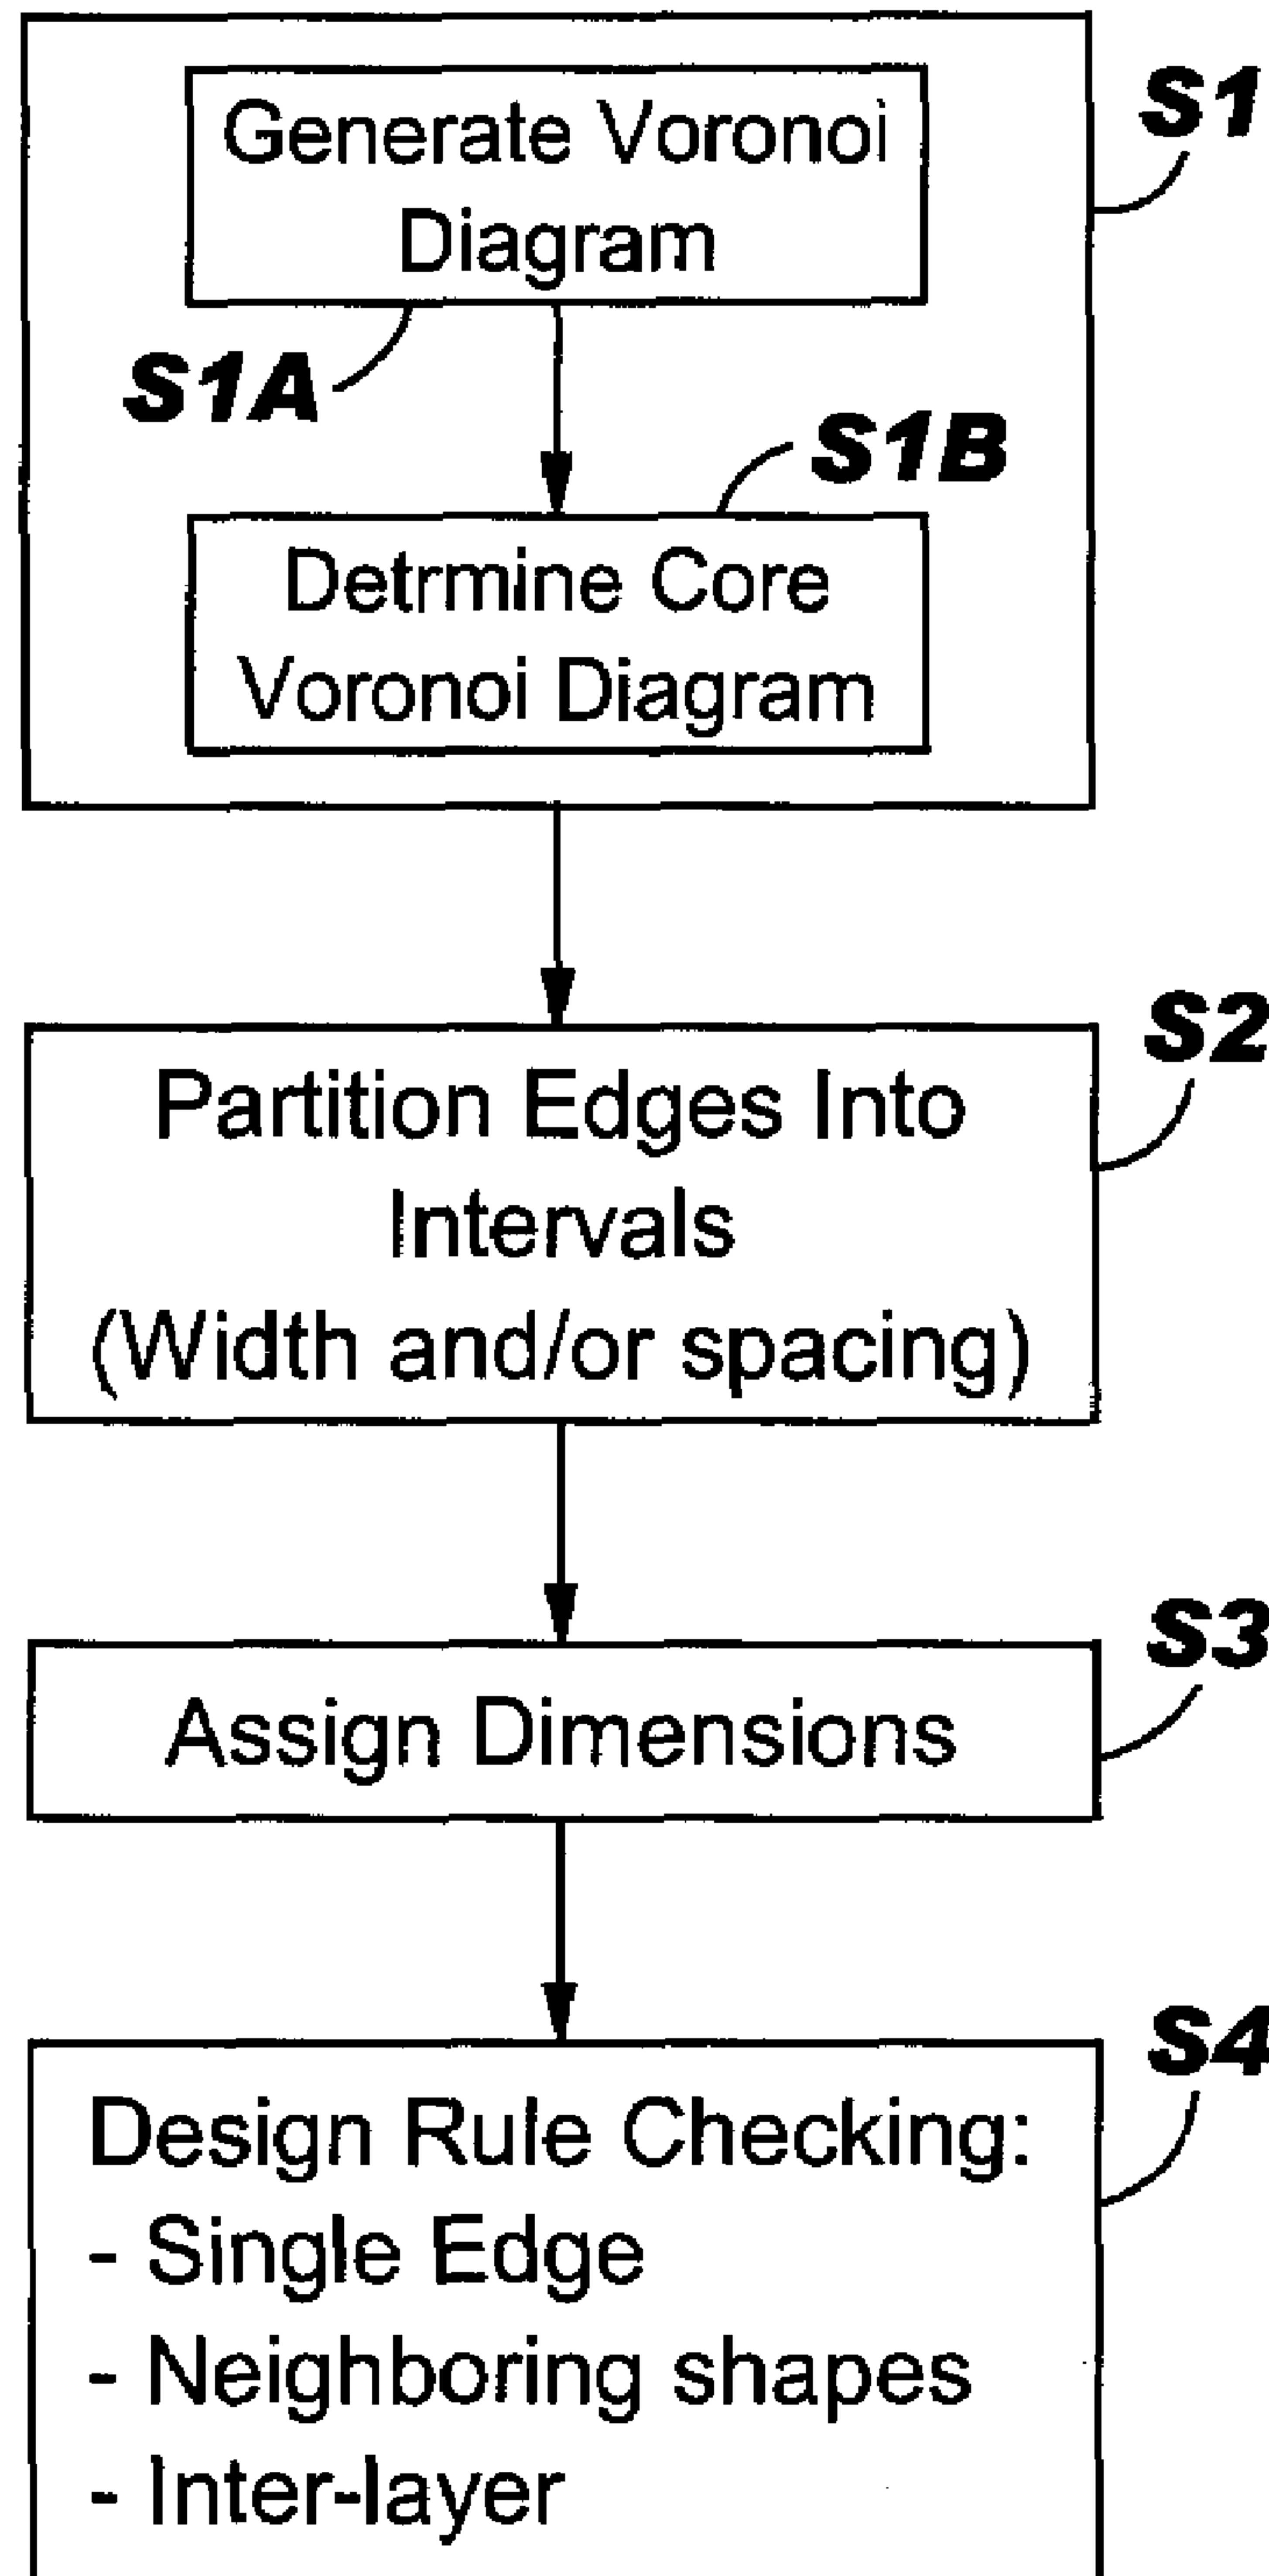 S1
Generate Voronoi
Diagram
S1A
S1B
Detrmine Core
Voronoi Diagram
S2
Partition Edges Into
Intervals
(Width and/or spacing)
S3
Assign Dimensions
S4
Design Rule Checking:
- Single Edge
- Neighboring shapes
- Inter-layer